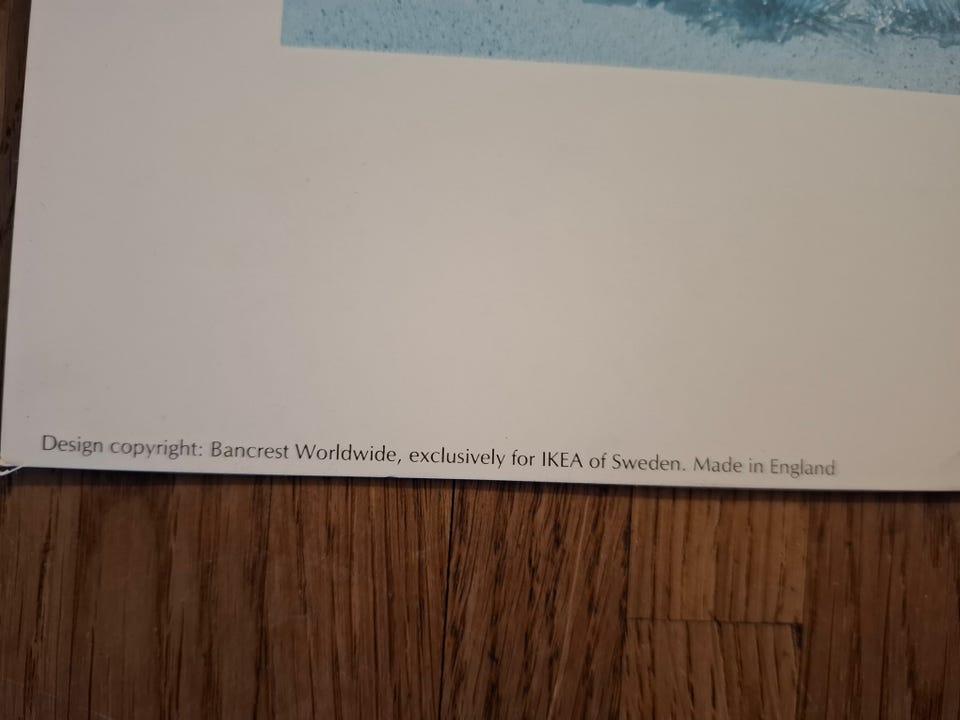 Design copyright: Bancrest Worldwide, exclusively for IKEA of Sweden. Made in England